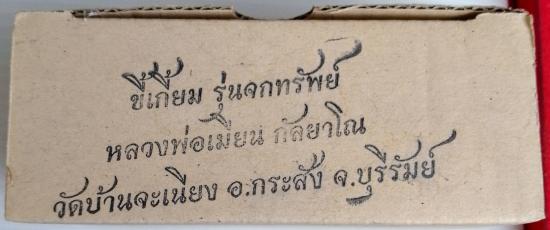 ขี้เกี้ยม รุ่นจกทรัพย์
หลวงพ่อเมียน กัลยาโณ
วัดบ้านจะเนียง อ.กระสัง จ.บุรีรัมย์